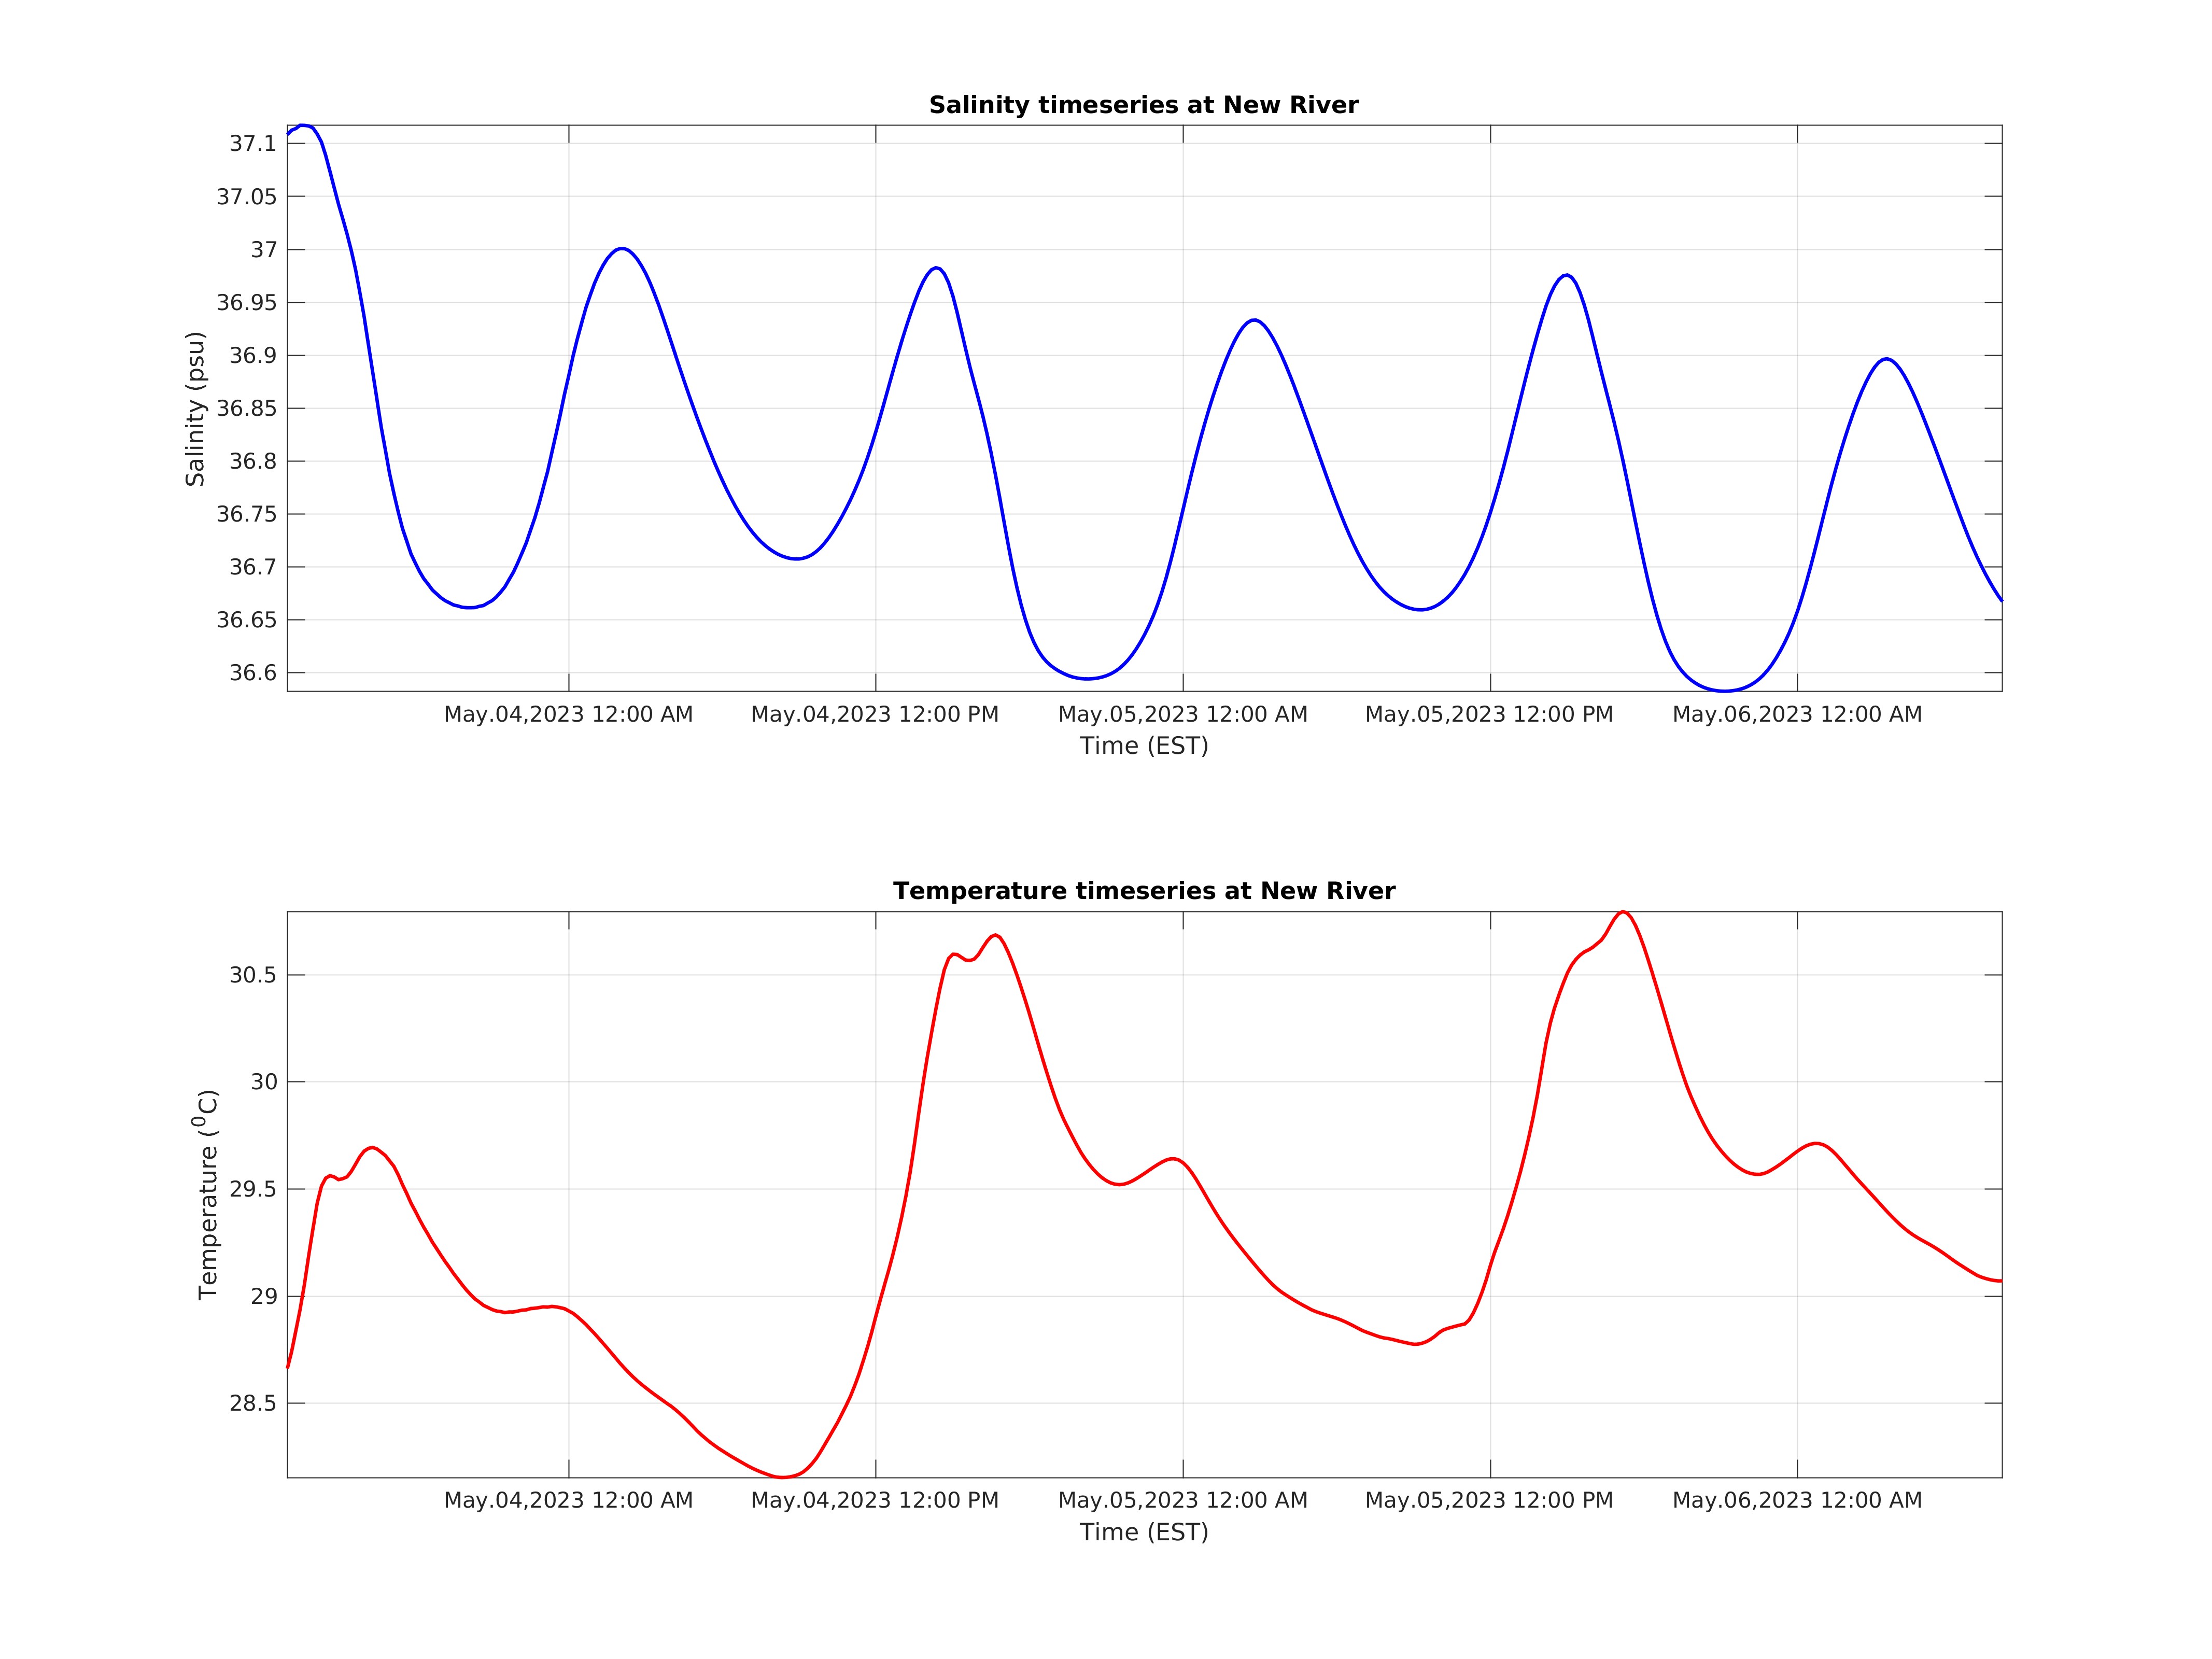 Salinity timeseries at New River
37.1
37.05
37
36.95
36.9
36.85
36.8
36.75
36.7
36.65
36.6
Salinity (psu)
May.04,2023 12:00 AM May.04,2023 12:00 PM May.05,2023 12:00 AM May.05,2023 12:00 PM May.06,2023 12:00 AM
Time (EST)
Temperature timeseries at New River
30.5
30
29.5
29
28.5
Temperature (⁰C)
May.04,2023 12:00 AM May.04,2023 12:00 PM May.05,2023 12:00 AM May.05,2023 12:00 PM May.06,2023 12:00 AM
Time (EST)